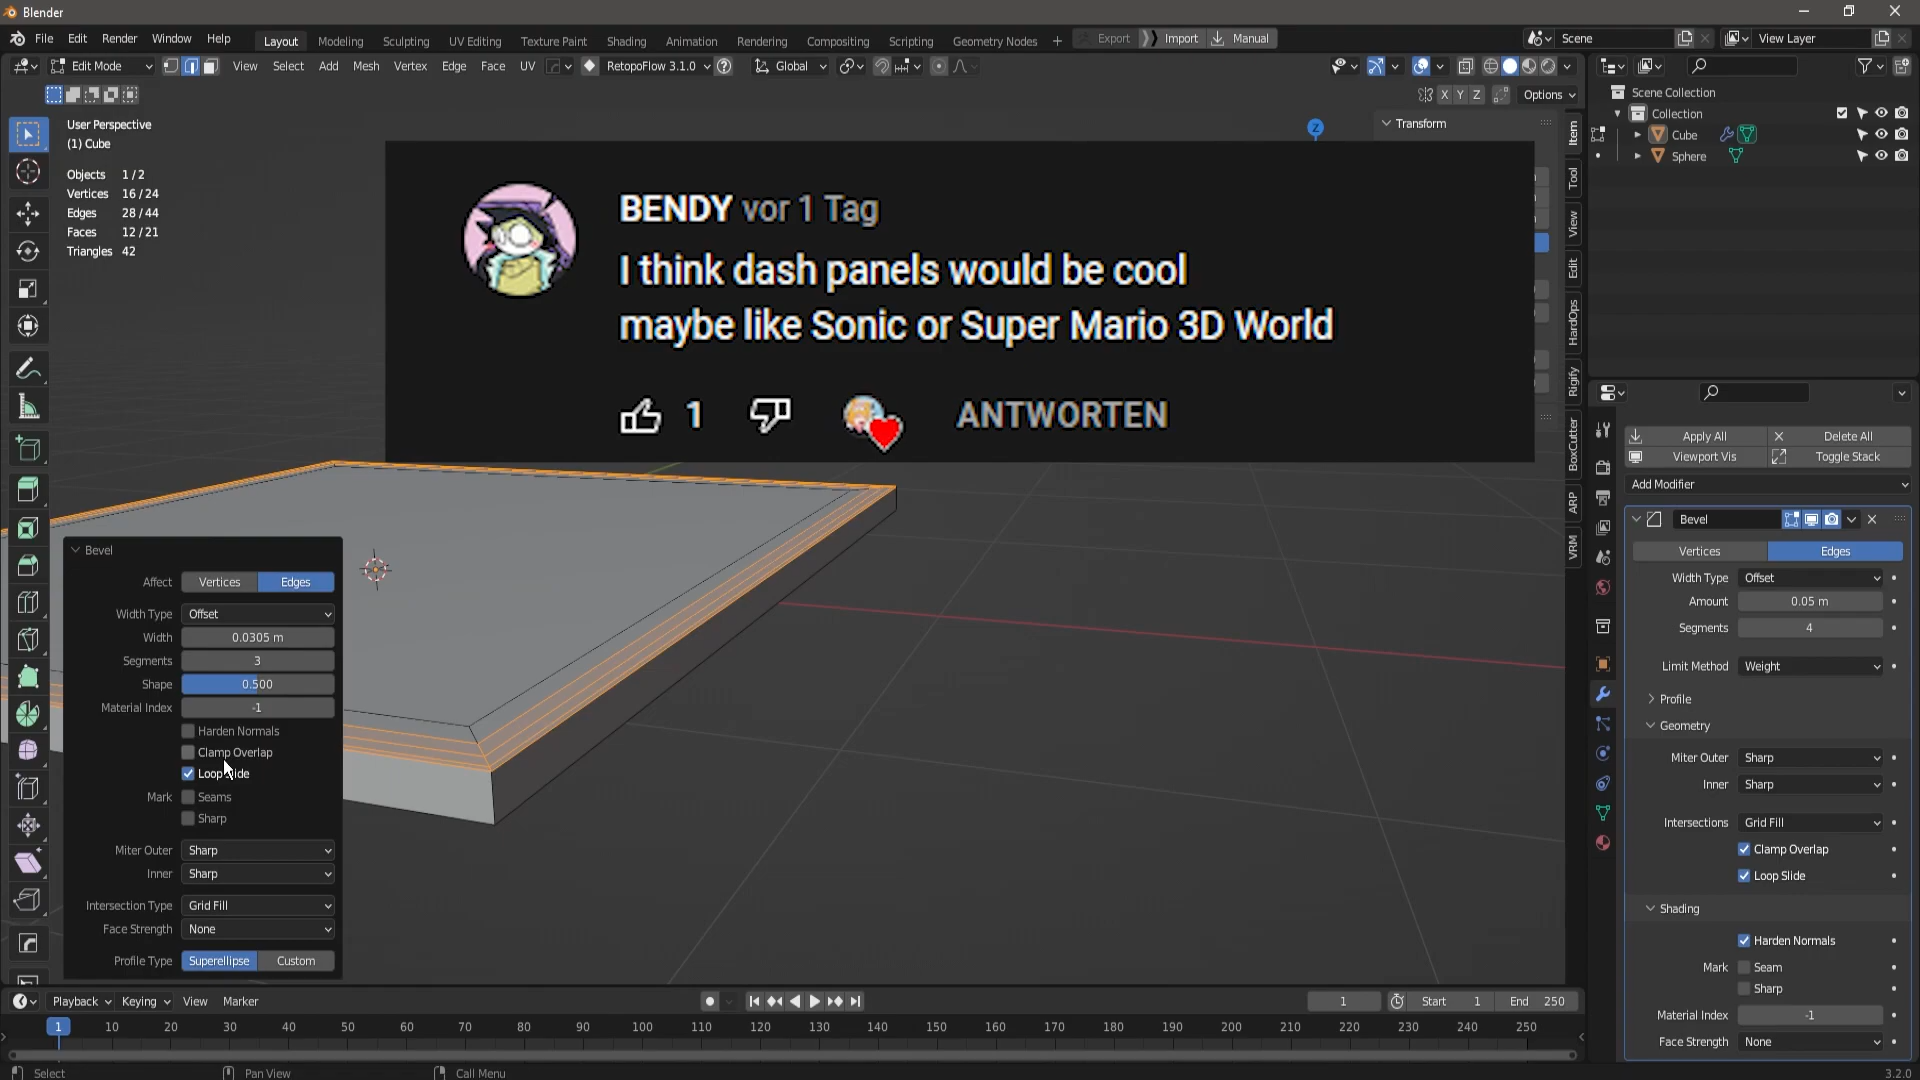 Blender
File Edit Render Window Help
Layout Modeling Sculpting UV Editing Texture Paint Shading Animation Rendering Compositing Scripting Geometry Nodes + Export Import Manual
Scene View Layer
Edit Mode View Select Add Mesh Vertex Edge Face UV RetopoFlow 3.1.0 Global
X Y Z Options
User Perspective
(1) Cube
Objects 1/2
Vertices 16/24
Edges 28/44
Faces 12/21
Triangles 42
Z
Transform
Item
Tool
View
Edit
HardOps
Rigify
BoxCutter
ARP
VRM
BENDY vor 1 Tag
I think dash panels would be cool
maybe like Sonic or Super Mario 3D World
1 ANTWORTEN
Bevel
Affect Vertices Edges
Width Type Offset
Width 0.0305 m
Segments 3
Shape 0.500
Material Index -1
Harden Normals
Clamp Overlap
Mark Seams
Sharp
Miter Outer Sharp
Inner Sharp
Intersection Type Grid Fill
Face Strength None
Profile Type Superellipse Custom
Scene Collection
Collection
Cube
Sphere
Apply All Delete All
Viewport Vis Toggle Stack
Add Modifier
Bevel
Vertices Edges
Width Type Offset
Amount 0.05 m
Segments 4
Limit Method Weight
Profile
Geometry
Miter Outer Sharp
Inner Sharp
Intersections Grid Fill
Clamp Overlap
Loop Slide
Shading
Harden Normals
Mark Seam
Sharp
Material Index -1
Face Strength None
Playback Keying View Marker
1 Start 1 End 250
1 10 20 30 40 50 60 70 80 90 100 110 120 130 140 150 160 170 180 190 200 210 220 230 240 250
Select Pan View Call Menu
3.2.0